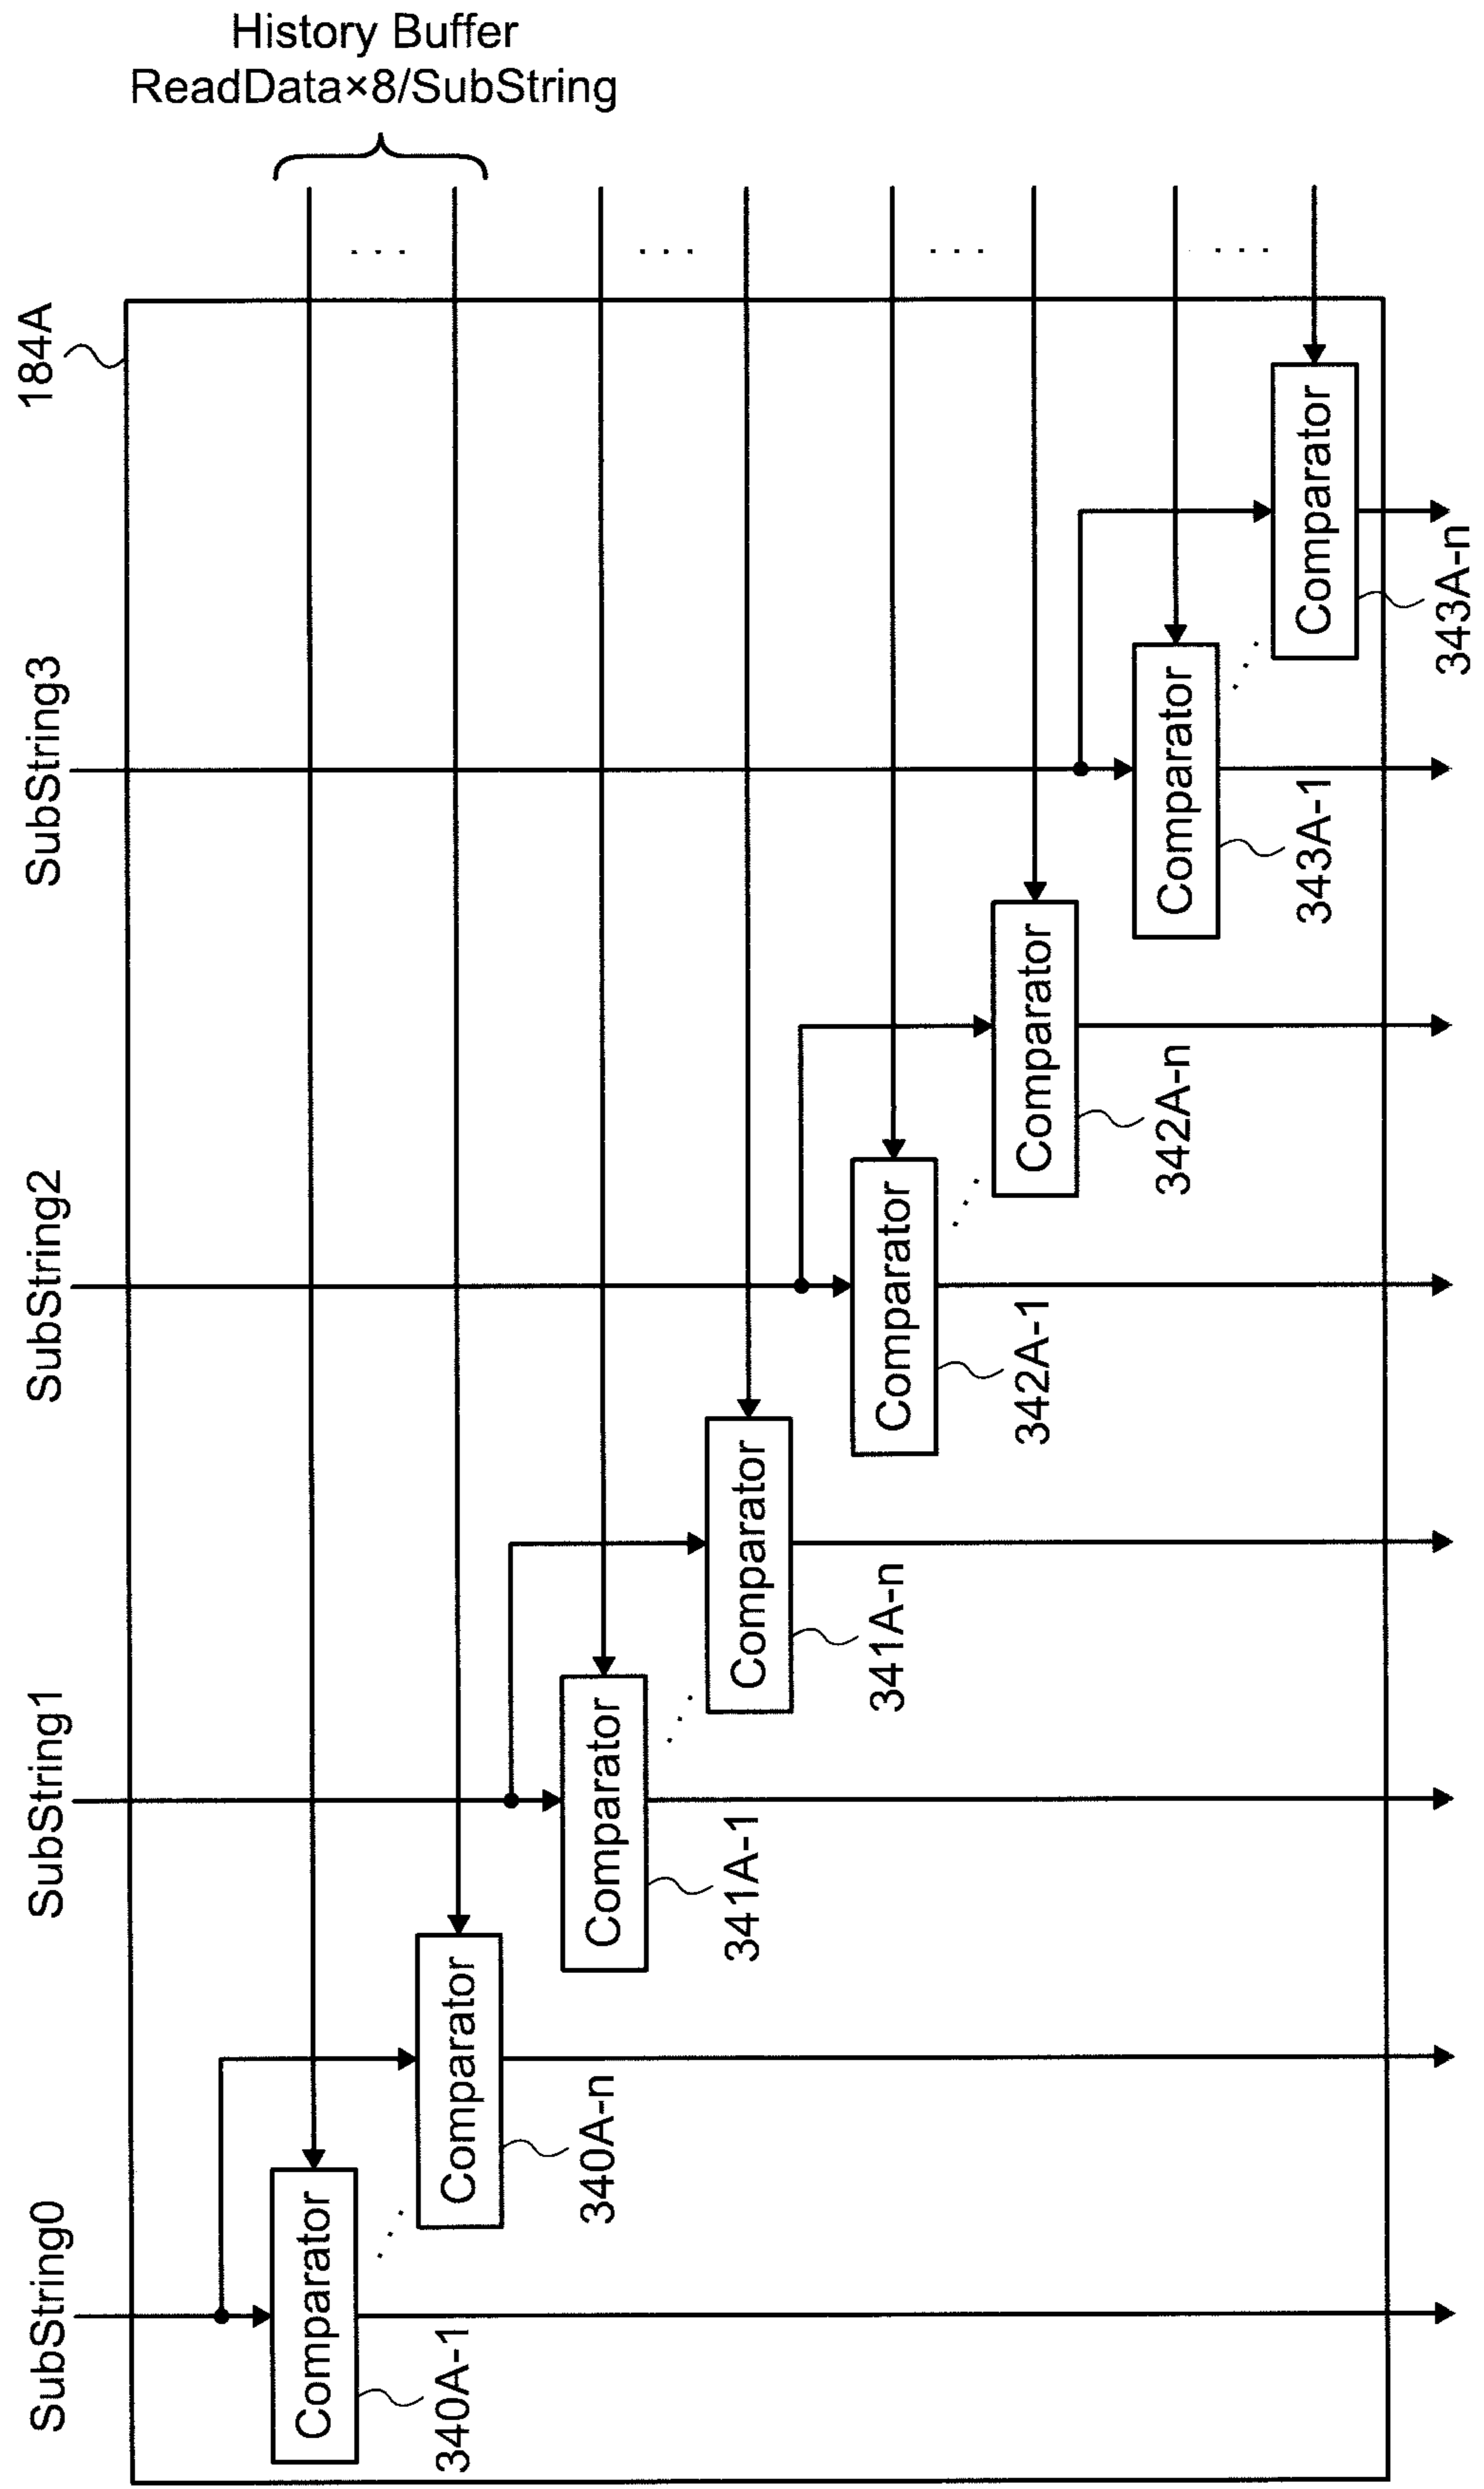 History Buffer
ReadData×8/SubString
184A
SubString0
SubString1
SubString2
SubString3
Comparator
340A-1
Comparator
340A-n
Comparator
341A-1
Comparator
341A-n
Comparator
342A-1
Comparator
342A-n
Comparator
343A-1
Comparator
343A-n